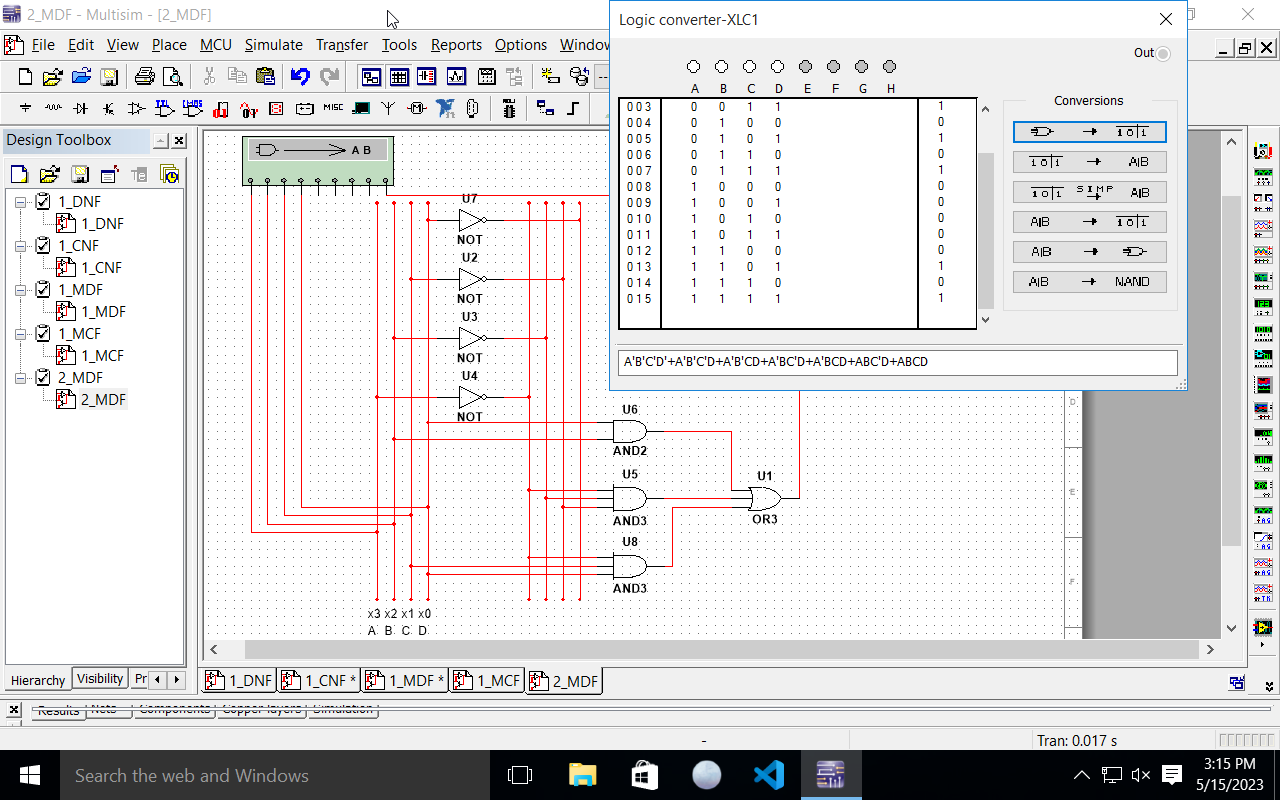 2_MDF - Multisim - [2_MDF]
File Edit View Place MCU Simulate Transfer Tools Reports Options Window
MISC
Design Toolbox
1_DNF
1_DNF
1_CNF
1_CNF
1_MDF
1_MDF
1_MCF
1_MCF
2_MDF
2_MDF
Hierarchy Visibility Pr
A B
U7
NOT
U2
NOT
U3
NOT
U4
NOT
U6
AND2
U5
AND3
U8
AND3
U1
OR3
x3 x2 x1 x0
A B C D
D
E
F
Logic converter-XLC1
Out
A B C D E F G H
003 0 0 1 1 1
004 0 1 0 0 0
005 0 1 0 1 1
006 0 1 1 0 0
007 0 1 1 1 1
008 1 0 0 0 0
009 1 0 0 1 0
010 1 0 1 0 0
011 1 0 1 1 0
012 1 1 0 0 0
013 1 1 0 1 1
014 1 1 1 0 0
015 1 1 1 1 1
Conversions
1 0 1
1 0 1 A|B
1 0 1 SIMP A|B
A|B 1 0 1
A|B
A|B NAND
A'B'C'D'+A'B'C'D+A'B'CD+A'BC'D+A'BCD+ABC'D+ABCD
1_DNF 1_CNF * 1_MDF * 1_MCF 2_MDF
Results Nets Components Copper layers Simulation
- Tran: 0.017 s
Search the web and Windows
3:15 PM
5/15/2023